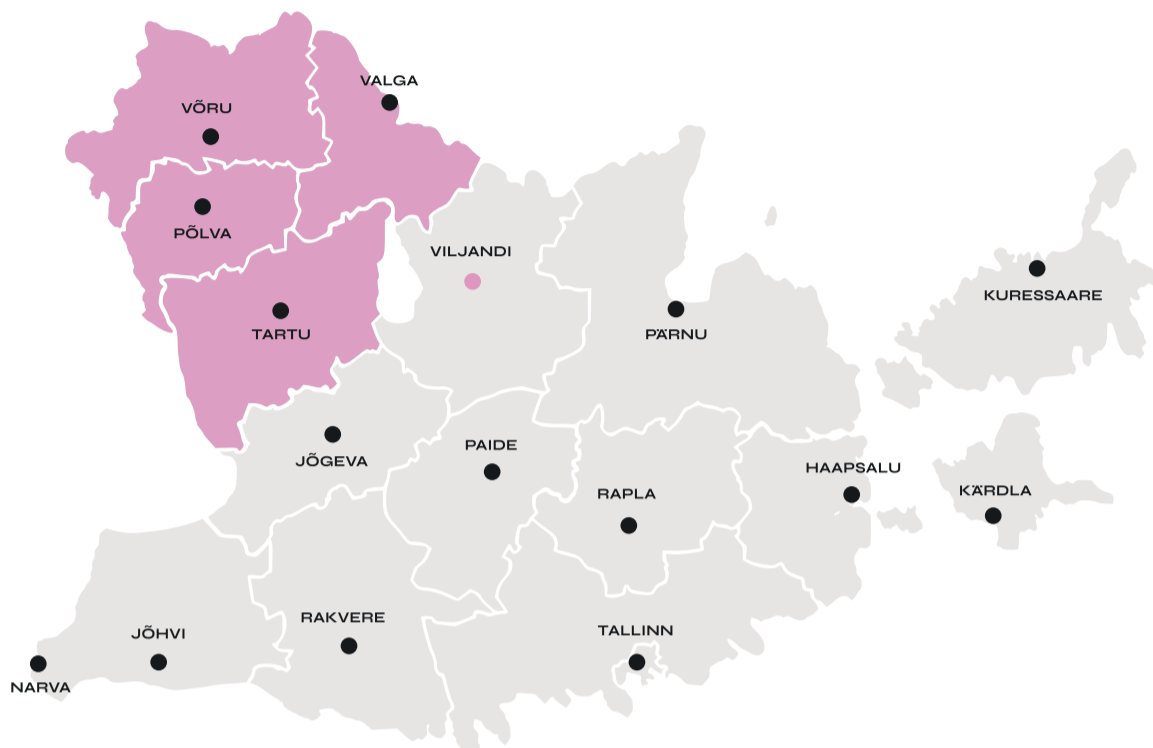 VALGA
VÕRU
PÕLVA
VILJANDI
KURESSAARE
TARTU
PÄRNU
PAIDE
JÕGEVA
HAAPSALU
RAPLA
KÄRDLA
RAKVERE
TALLINN
JÕHVI
NARVA